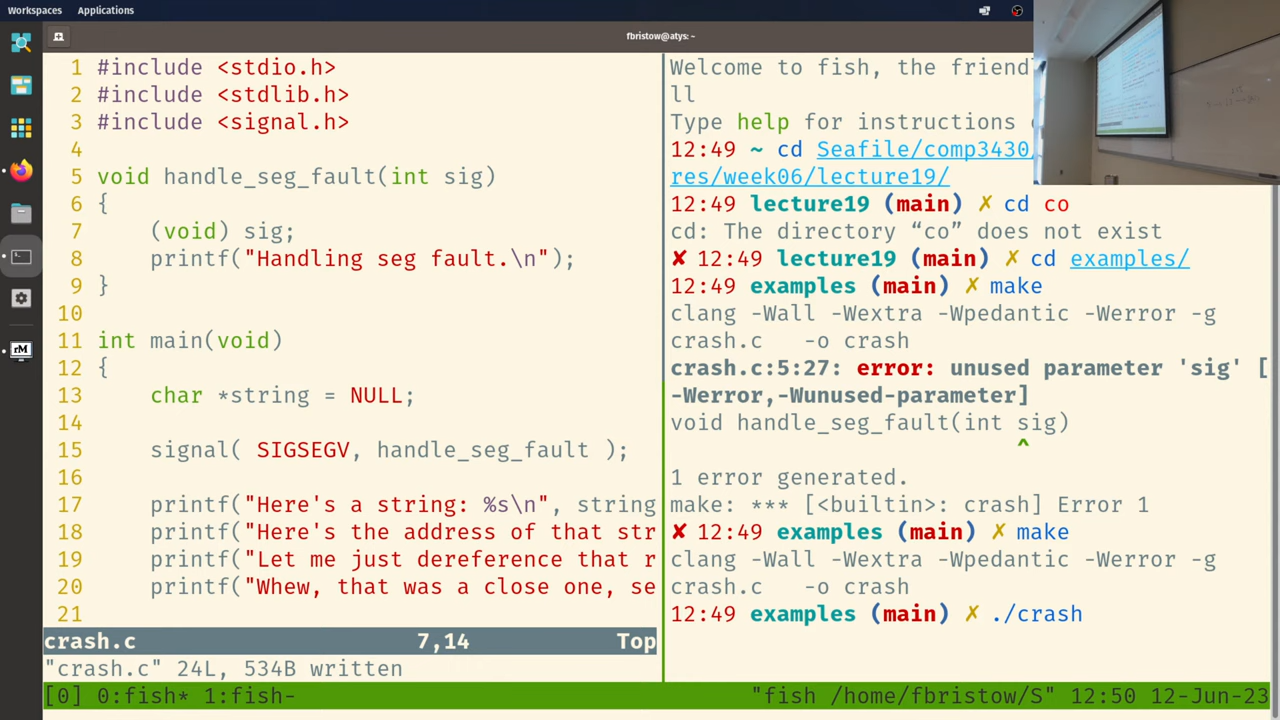 Workspaces Applications
fbristow@atys: ~
1 #include <stdio.h>
2 #include <stdlib.h>
3 #include <signal.h>
4
5 void handle_seg_fault(int sig)
6 {
7 (void) sig;
8 printf("Handling seg fault.\n");
9 }
10
11 int main(void)
12 {
13 char *string = NULL;
14
15 signal( SIGSEGV, handle_seg_fault );
16
17 printf("Here's a string: %s\n", string
18 printf("Here's the address of that str
19 printf("Let me just dereference that r
20 printf("Whew, that was a close one, se
21
crash.c 7,14 Top
"crash.c" 24L, 534B written
Welcome to fish, the friend
ll
Type help for instructions
12:49 ~ cd Seafile/comp3430/
res/week06/lecture19/
12:49 lecture19 (main) ✗ cd co
cd: The directory “co” does not exist
✘ 12:49 lecture19 (main) ✗ cd examples/
12:49 examples (main) ✗ make
clang -Wall -Wextra -Wpedantic -Werror -g
crash.c -o crash
crash.c:5:27: error: unused parameter 'sig' [
-Werror,-Wunused-parameter]
void handle_seg_fault(int sig)
^
1 error generated.
make: *** [<builtin>: crash] Error 1
✘ 12:49 examples (main) ✗ make
clang -Wall -Wextra -Wpedantic -Werror -g
crash.c -o crash
12:49 examples (main) ✗ ./crash
[0] 0:fish* 1:fish- "fish /home/fbristow/S" 12:50 12-Jun-23
rM